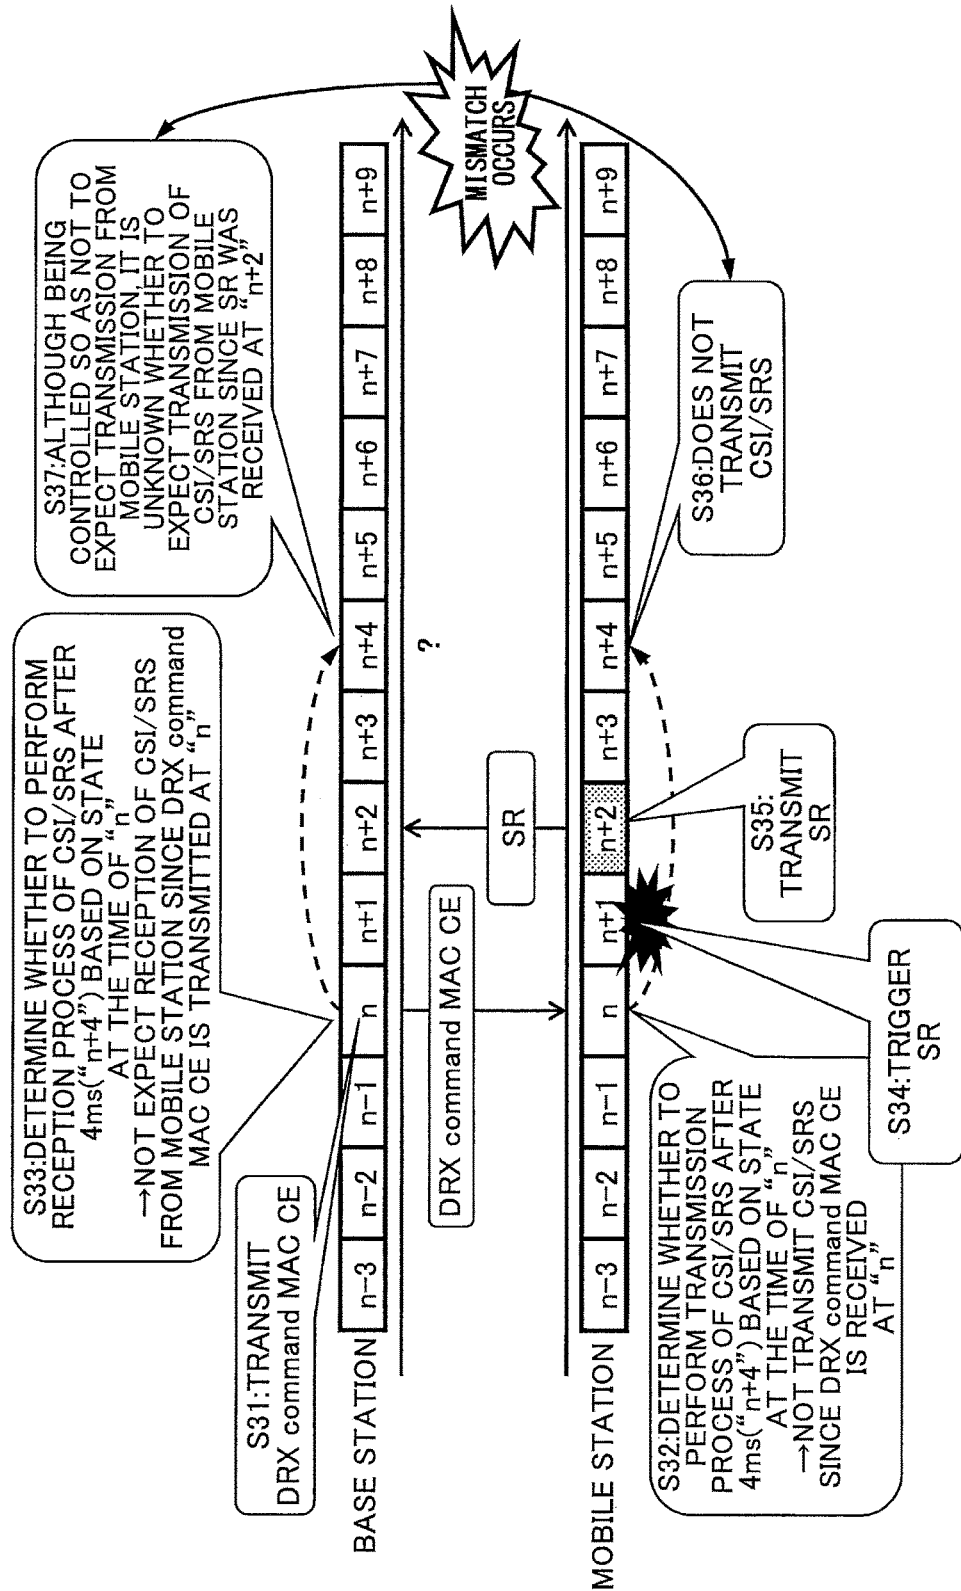 S33:DETERMINE WHETHER TO PERFORM
RECEPTION PROCESS OF CSI/SRS AFTER
4ms("n+4") BASED ON STATE
AT THE TIME OF "n"
→NOT EXPECT RECEPTION OF CSI/SRS
FROM MOBILE STATION SINCE DRX command
MAC CE IS TRANSMITTED AT "n"
S37:ALTHOUGH BEING
CONTROLLED SO AS NOT TO
EXPECT TRANSMISSION FROM
MOBILE STATION, IT IS
UNKNOWN WHETHER TO
EXPECT TRANSMISSION OF
CSI/SRS FROM MOBILE
STATION SINCE SR WAS
RECEIVED AT "n+2"
S31:TRANSMIT
DRX command MAC CE
BASE STATION
n-3 n-2 n-1 n n+1 n+2 n+3 n+4 n+5 n+6 n+7 n+8 n+9
DRX command MAC CE
SR
?
MISMATCH
OCCURS
MOBILE STATION
n-3 n-2 n-1 n n+1 n+2 n+3 n+4 n+5 n+6 n+7 n+8 n+9
S32:DETERMINE WHETHER TO
PERFORM TRANSMISSION
PROCESS OF CSI/SRS AFTER
4ms("n+4") BASED ON STATE
AT THE TIME OF "n"
→NOT TRANSMIT CSI/SRS
SINCE DRX command MAC CE
IS RECEIVED
AT "n"
S34:TRIGGER
SR
S35:
TRANSMIT
SR
S36:DOES NOT
TRANSMIT
CSI/SRS